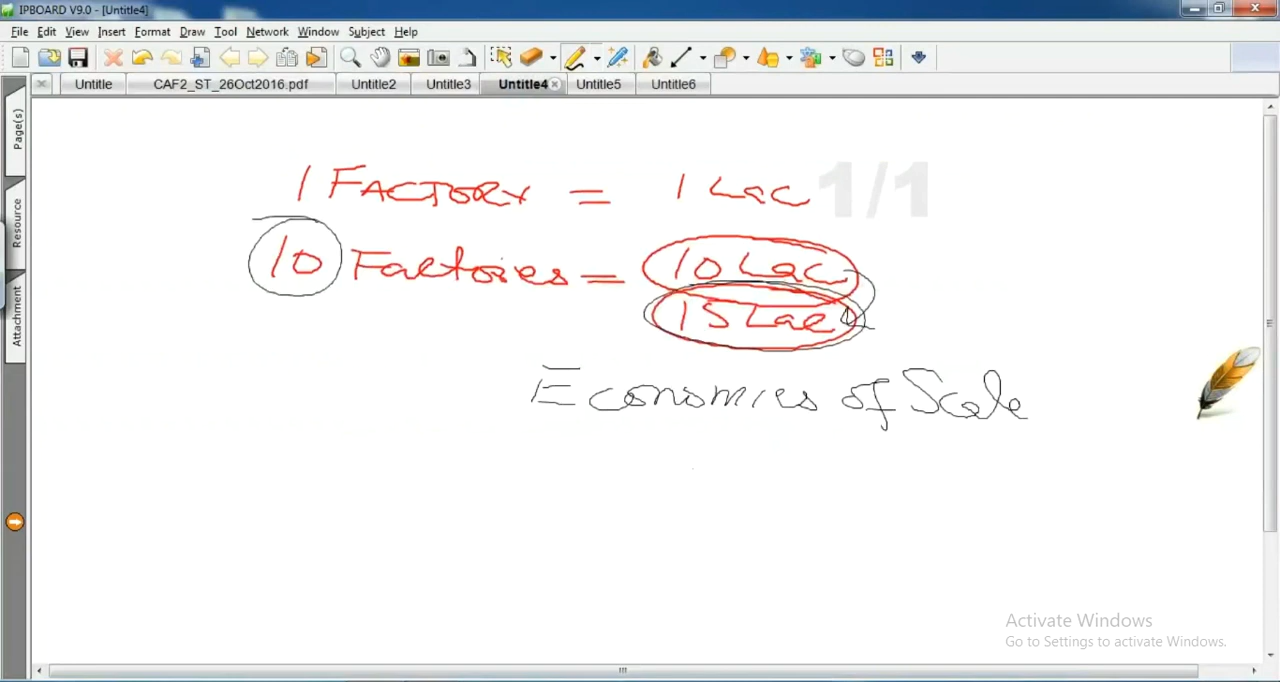 IPBOARD V9.0 - [Untitle4]
File Edit View Insert Format Draw Tool Network Window Subject Help
Untitle CAF2_ST_26Oct2016.pdf Untitle2 Untitle3 Untitle4 Untitle5 Untitle6
Page(s)
Resource
Attachment
1 FACTORY = 1 Lac
1/1
10 Factories = 10 Lac
15 Lac
Economies of Scale
Activate Windows
Go to Settings to activate Windows.